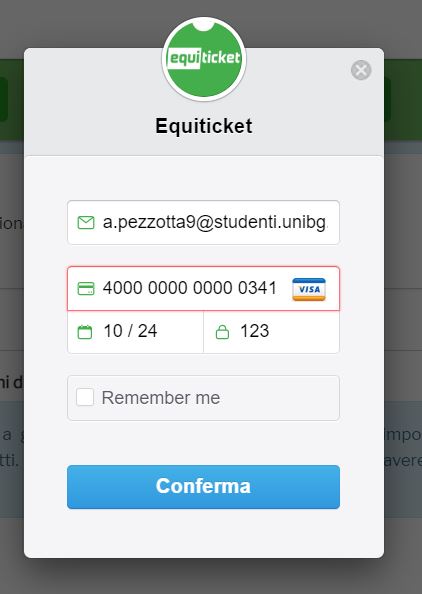 equiticket
Equiticket
a.pezzotta9@studenti.unibg.
4000 0000 0000 0341 VISA
10 / 24 123
Remember me
Conferma
ni d
a g
impo
tti.
avere